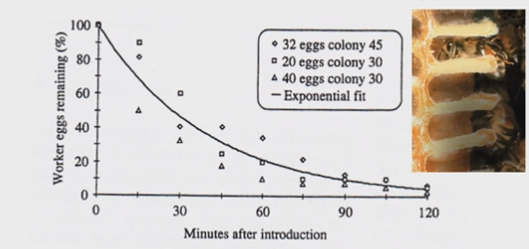 100
80
60
40
20
0
Worker eggs remaining (%)
32 eggs colony 45
20 eggs colony 30
40 eggs colony 30
Exponential fit
0 30 60 90 120
Minutes after introduction